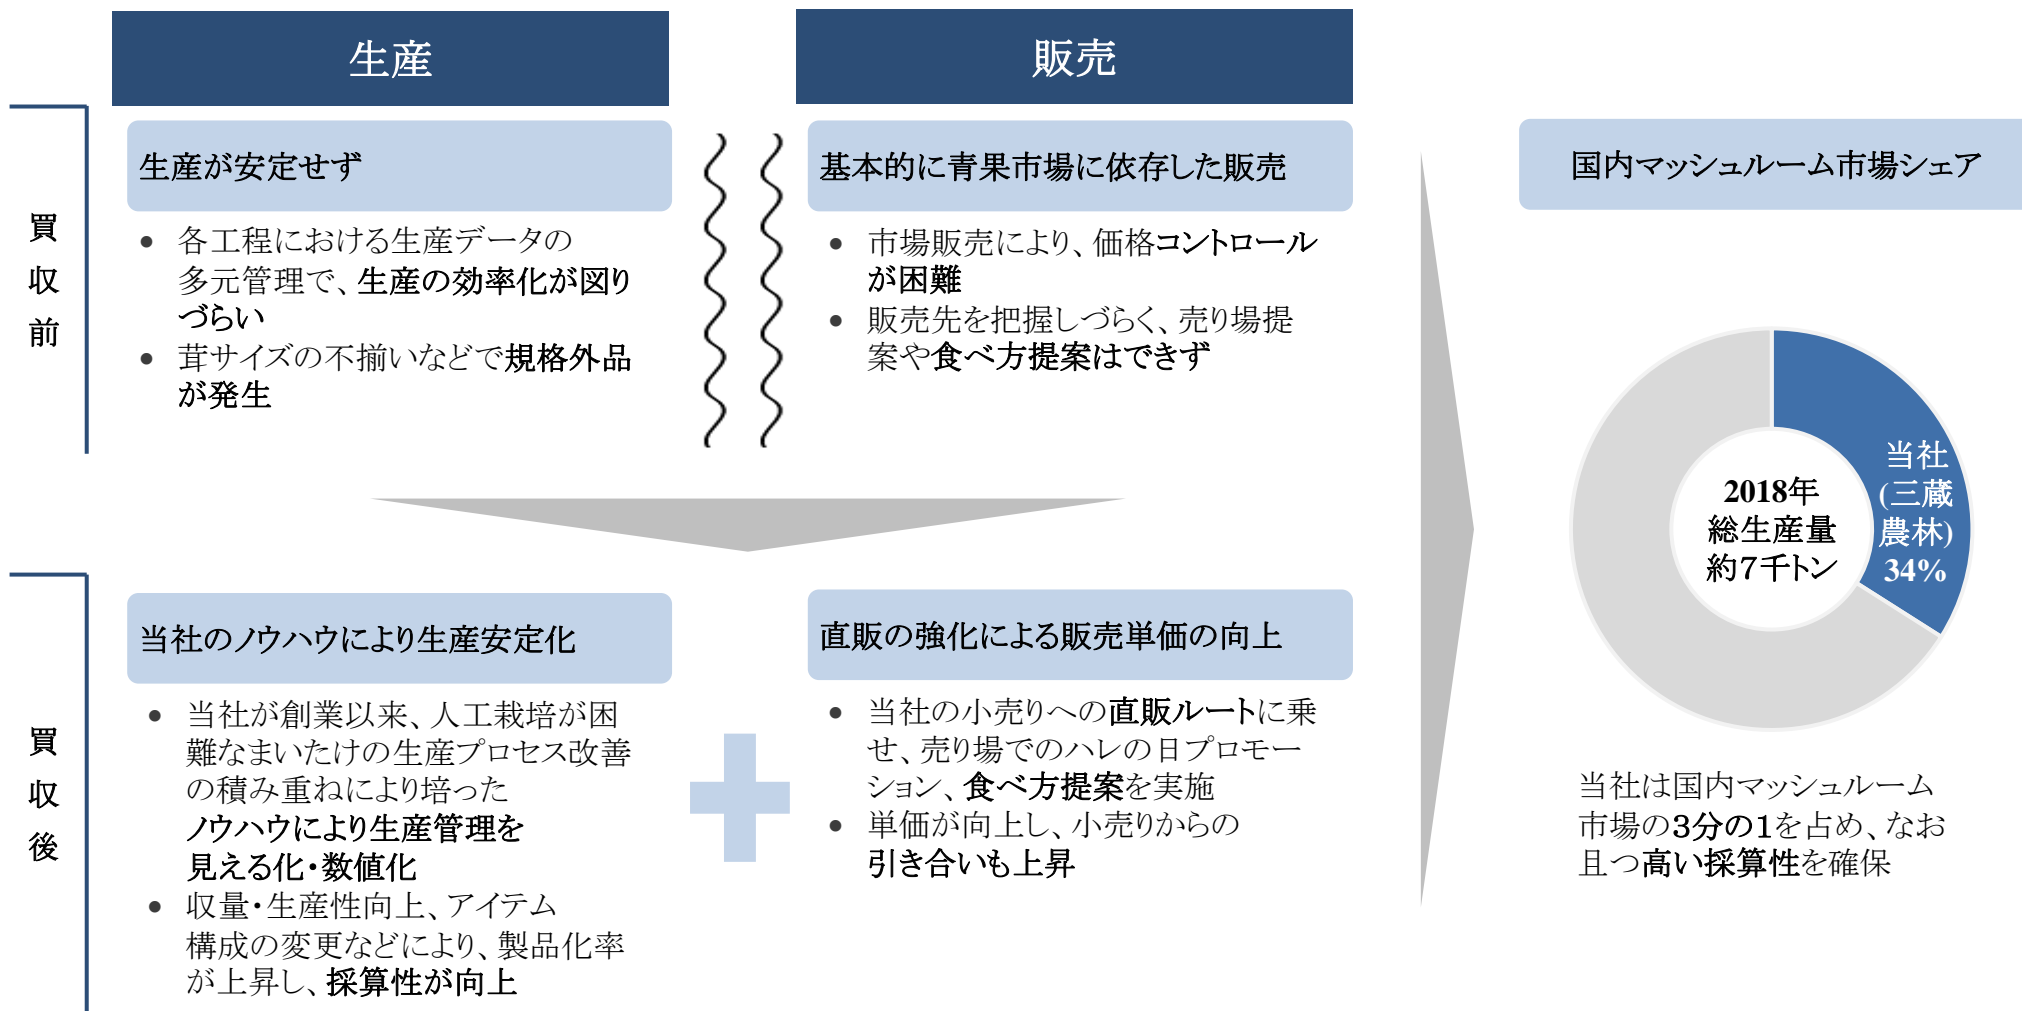 生産
販売
買収前
生産が安定せず
• 各工程における生産データの
多元管理で、生産の効率化が図り
づらい
• 茸サイズの不揃いなどで規格外品
が発生
基本的に青果市場に依存した販売
• 市場販売により、価格コントロール
が困難
• 販売先を把握しづらく、売り場提
案や食べ方提案はできず
買収後
当社のノウハウにより生産安定化
• 当社が創業以来、人工栽培が困
難なまいたけの生産プロセス改善
の積み重ねにより培った
ノウハウにより生産管理を
見える化・数値化
• 収量・生産性向上、アイテム
構成の変更などにより、製品化率
が上昇し、採算性が向上
直販の強化による販売単価の向上
• 当社の小売りへの直販ルートに乗
せ、売り場でのハレの日プロモー
ション、食べ方提案を実施
• 単価が向上し、小売りからの
引き合いも上昇
国内マッシュルーム市場シェア
当社
(三蔵
農林)
34%
2018年
総生産量
約7千トン
当社は国内マッシュルーム
市場の3分の1を占め、なお
且つ高い採算性を確保